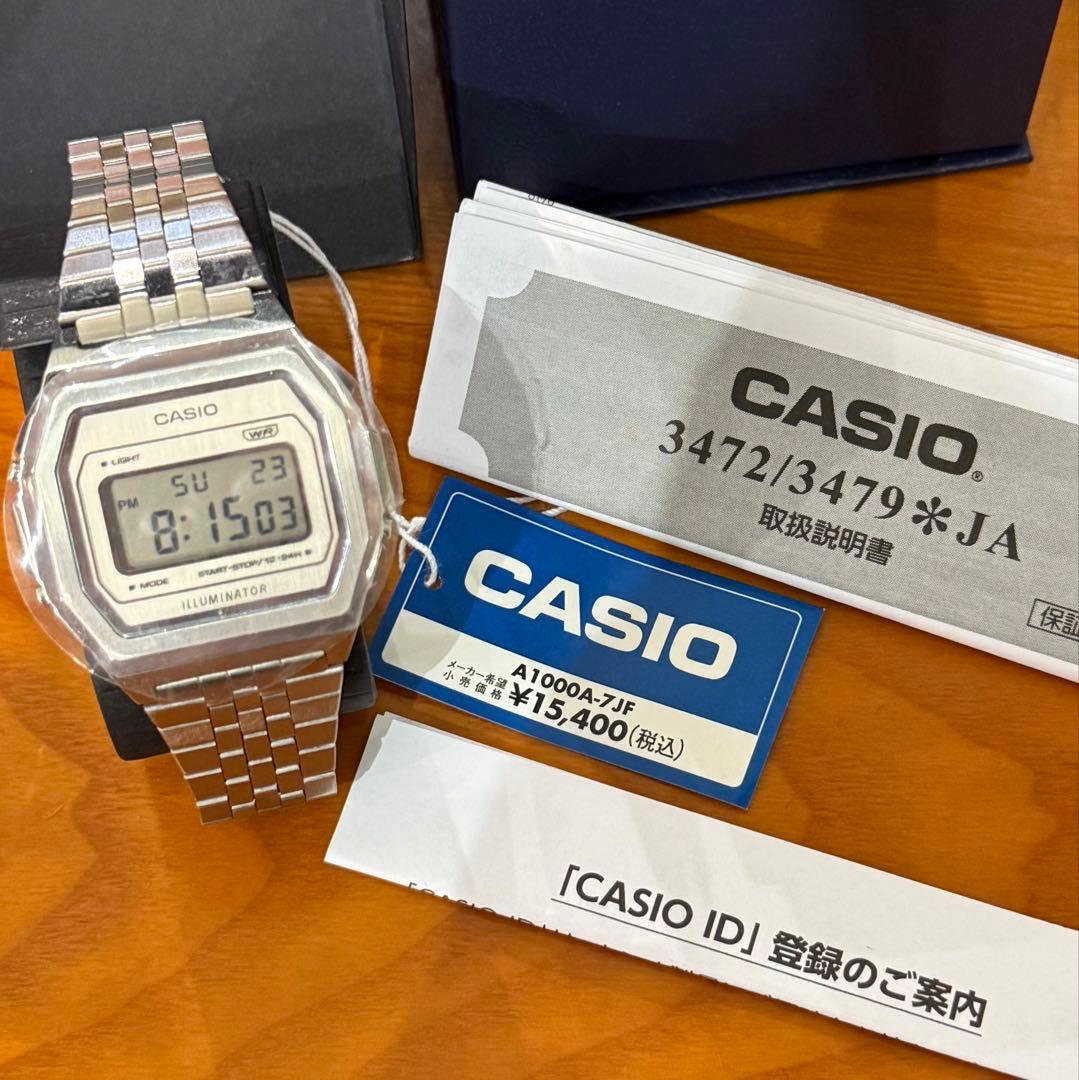 CASIO
WR
LIGHT
SU 23
PM
8:15 03
MODE
START•STOP/12•24H
ILLUMINATOR
CASIO®
3472/3479✻JA
取扱説明書
保証
CASIO
メーカー希望
小売価格
A1000A-7JF
¥15,400(税込)
「CASIO ID」登録のご案内